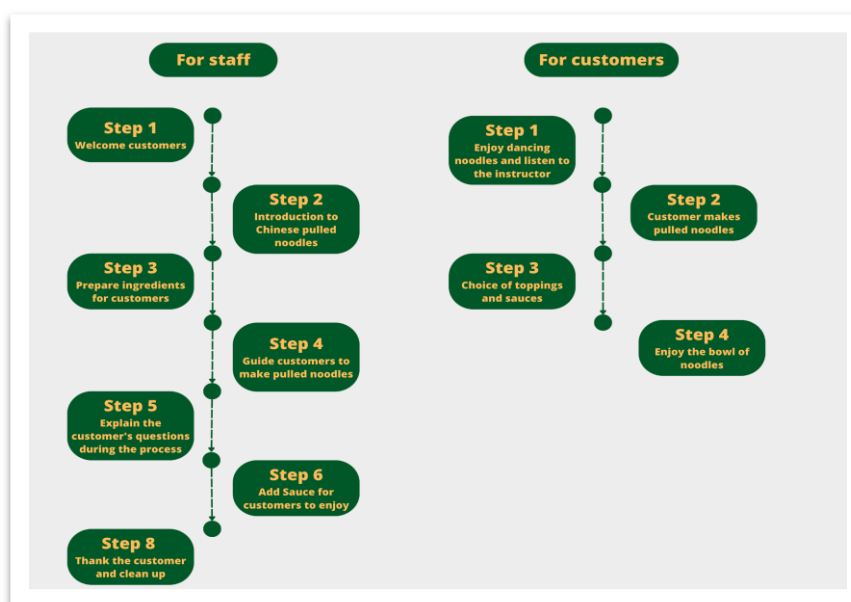 For staff
Step 1
Welcome customers
Step 2
Introduction to
Chinese pulled
noodles
Step 3
Prepare ingredients
for customers
Step 4
Guide customers to
make pulled noodles
Step 5
Explain the
customer's questions
during the process
Step 6
Add Sauce for
customers to enjoy
Step 8
Thank the customer
and clean up
For customers
Step 1
Enjoy dancing
noodles and listen to
the instructor
Step 2
Customer makes
pulled noodles
Step 3
Choice of toppings
and sauces
Step 4
Enjoy the bowl of
noodles